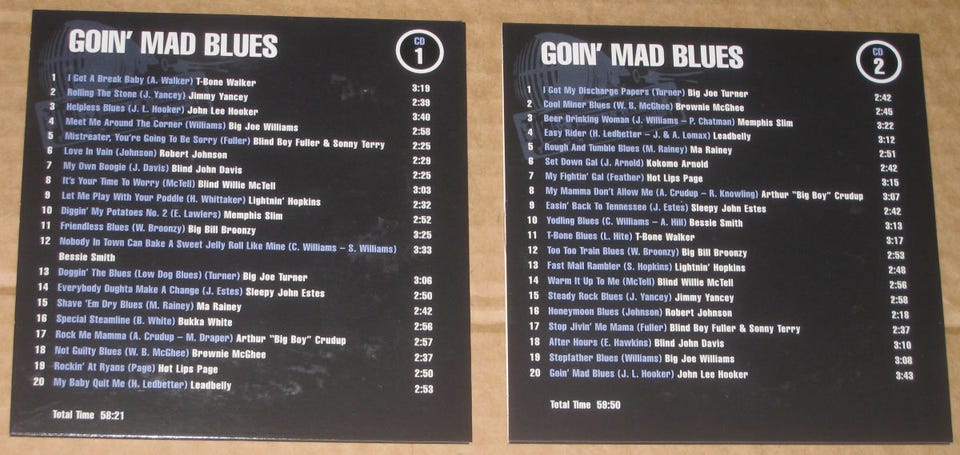 GOIN' MAD BLUES
CD
1
1 I Got A Break Baby (A. Walker) T-Bone Walker 3:19
2 Rolling The Stone (J. Yancey) Jimmy Yancey 2:39
3 Helpless Blues (J. L. Hooker) John Lee Hooker 3:40
4 Meet Me Around The Corner (Williams) Big Joe Williams 2:58
5 Mistreater, You're Going To Be Sorry (Fuller) Blind Boy Fuller & Sonny Terry 2:25
6 Love In Vain (Johnson) Robert Johnson 2:29
7 My Own Boogie (J. Davis) Blind John Davis 2:25
8 It's Your Time To Worry (McTell) Blind Willie McTell 3:03
9 Let Me Play With Your Poddie (H. Whittaker) Lightnin' Hopkins 2:32
10 Diggin' My Potatoes No. 2 (E. Lawlers) Memphis Slim 2:52
11 Friendless Blues (W. Broonzy) Big Bill Broonzy 3:25
12 Nobody In Town Can Bake A Sweet Jelly Roll Like Mine (C. Williams – S. Williams) 3:33
Bessie Smith
13 Doggin' The Blues (Low Dog Blues) (Turner) Big Joe Turner 3:06
14 Everybody Oughta Make A Change (J. Estes) Sleepy John Estes 2:50
15 Shave 'Em Dry Blues (M. Rainey) Ma Rainey 2:42
16 Special Steamline (B. White) Bukka White 2:56
17 Rock Me Mamma (A. Crudup – M. Draper) Arthur "Big Boy" Crudup 2:57
18 Not Guilty Blues (W. B. McGhee) Brownie McGhee 2:37
19 Rockin' At Ryans (Page) Hot Lips Page 2:50
20 My Baby Quit Me (H. Ledbetter) Leadbelly 2:53
Total Time 58:21
GOIN' MAD BLUES
CD
2
1 I Got My Discharge Papers (Turner) Big Joe Turner 2:42
2 Cool Miner Blues (W. B. McGhee) Brownie McGhee 2:45
3 Beer Drinking Woman (J. Williams – P. Chatman) Memphis Slim 3:22
4 Easy Rider (H. Ledbetter – J. & A. Lomax) Leadbelly 3:12
5 Rough And Tumble Blues (M. Rainey) Ma Rainey 2:51
6 Set Down Gal (J. Arnold) Kokomo Arnold 2:42
7 My Fightin' Gal (Feather) Hot Lips Page 3:15
8 My Mamma Don't Allow Me (A. Crudup – R. Knowling) Arthur "Big Boy" Crudup 3:07
9 Easin' Back To Tennessee (J. Estes) Sleepy John Estes 2:42
10 Yodling Blues (C. Williams – A. Hill) Bessie Smith 3:13
11 T-Bone Blues (L. Hite) T-Bone Walker 3:17
12 Too Too Train Blues (W. Broonzy) Big Bill Broonzy 2:53
13 Fast Mail Rambler (S. Hopkins) Lightnin' Hopkins 2:48
14 Warm It Up To Me (McTell) Blind Willie McTell 2:56
15 Steady Rock Blues (J. Yancey) Jimmy Yancey 2:58
16 Honeymoon Blues (Johnson) Robert Johnson 2:18
17 Stop Jivin' Me Mama (Fuller) Blind Boy Fuller & Sonny Terry 2:37
18 After Hours (E. Hawkins) Blind John Davis 3:10
19 Stepfather Blues (Williams) Big Joe Williams 3:08
20 Goin' Mad Blues (J. L. Hooker) John Lee Hooker 3:43
Total Time 59:50